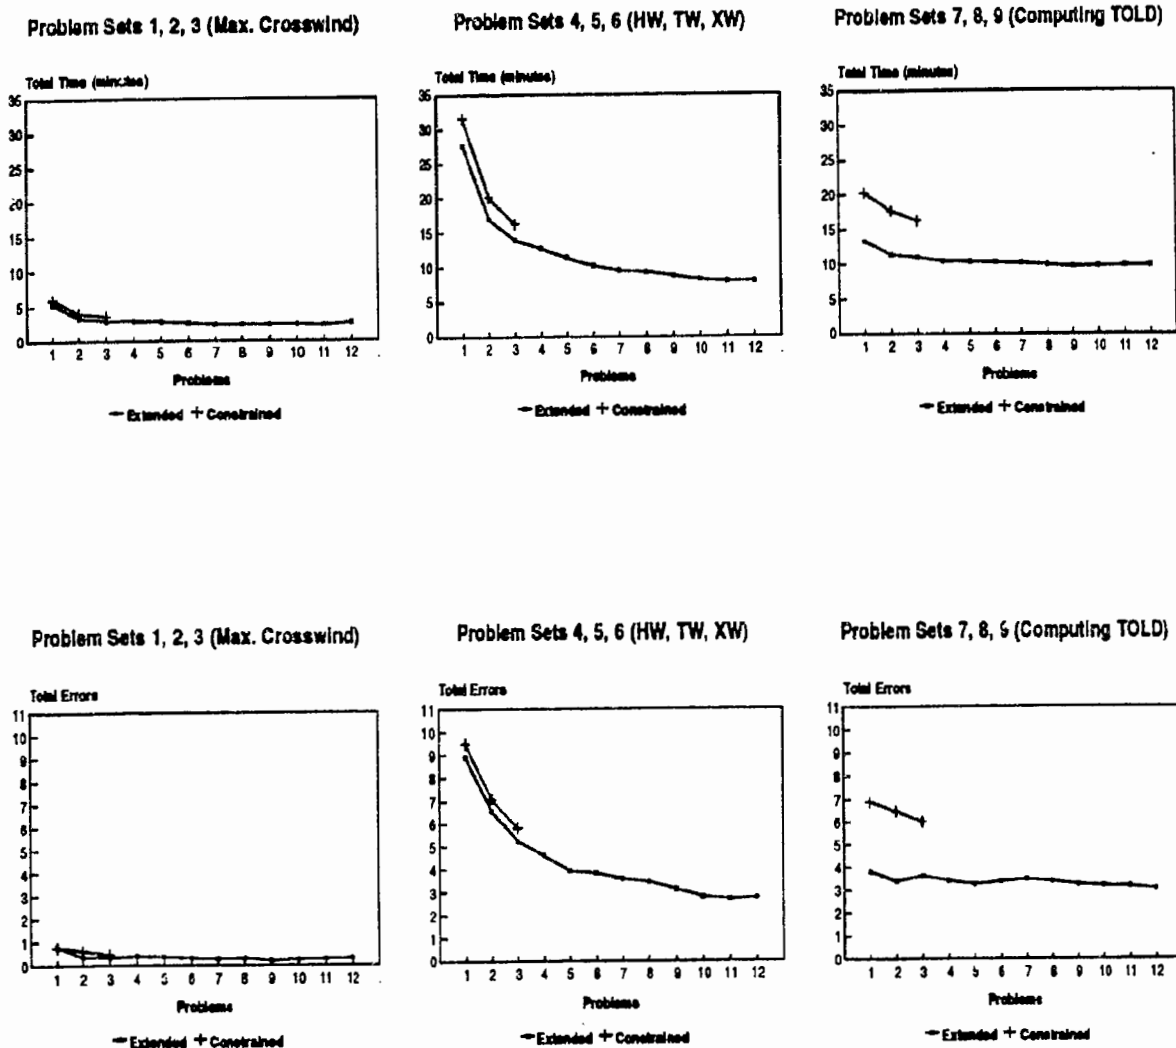 Problem Sets 1, 2, 3 (Max. Crosswind)
Total Time (minutes)
35
30
25
20
15
10
5
0
1 2 3 4 5 6 7 8 9 10 11 12
Problems
Extended + Constrained
Problem Sets 4, 5, 6 (HW, TW, XW)
Total Time (minutes)
35
30
25
20
15
10
5
0
1 2 3 4 5 6 7 8 9 10 11 12
Problems
Extended + Constrained
Problem Sets 7, 8, 9 (Computing TOLD)
Total Time (minutes)
35
30
25
20
15
10
5
0
1 2 3 4 5 6 7 8 9 10 11 12
Problems
Extended + Constrained
Problem Sets 1, 2, 3 (Max. Crosswind)
Total Errors
11
10
9
8
7
6
5
4
3
2
1
0
1 2 3 4 5 6 7 8 9 10 11 12
Problems
Extended + Constrained
Problem Sets 4, 5, 6 (HW, TW, XW)
Total Errors
11
10
9
8
7
6
5
4
3
2
1
0
1 2 3 4 5 6 7 8 9 10 11 12
Problems
Extended + Constrained
Problem Sets 7, 8, 9 (Computing TOLD)
Total Errors
11
10
9
8
7
6
5
4
3
2
1
0
1 2 3 4 5 6 7 8 9 10 11 12
Problems
Extended + Constrained